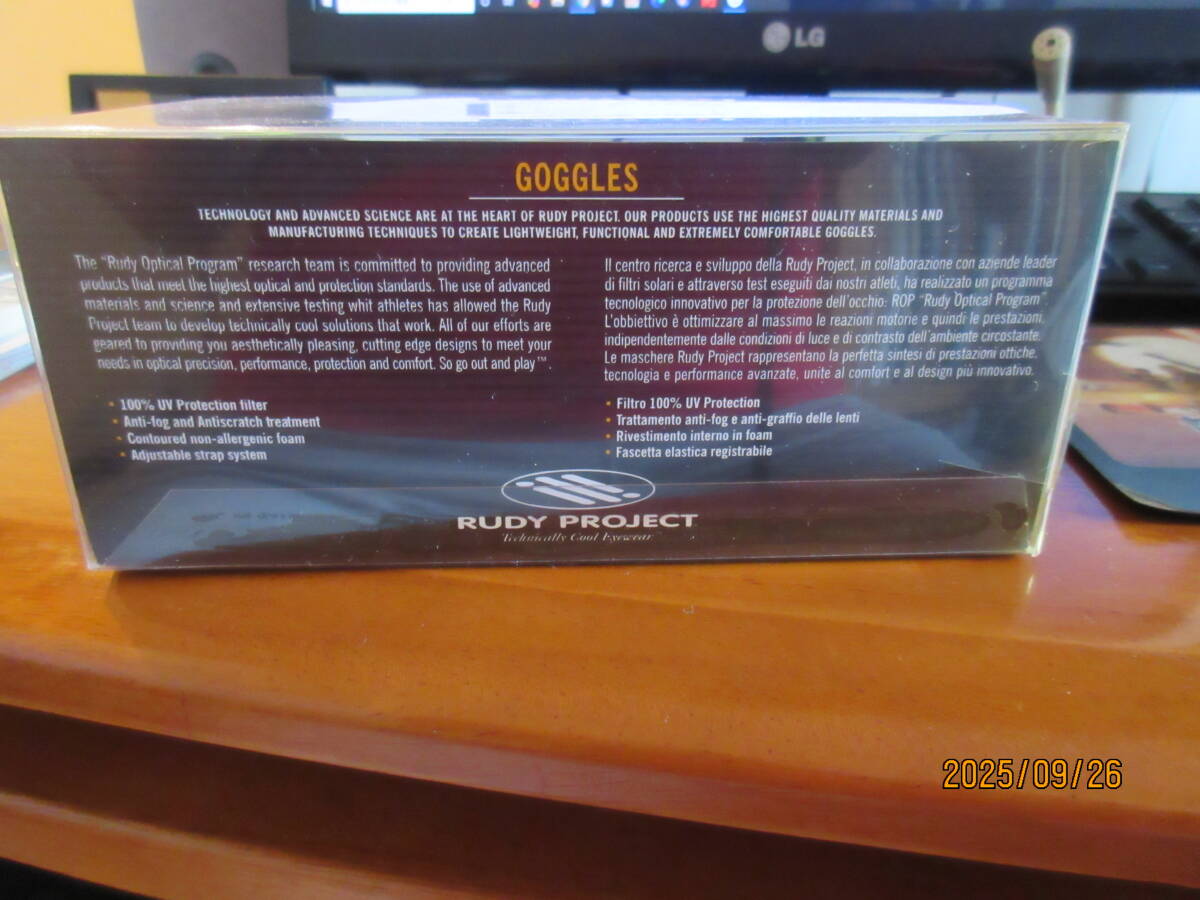 LG
GOGGLES
TECHNOLOGY AND ADVANCED SCIENCE ARE AT THE HEART OF RUDY PROJECT. OUR PRODUCTS USE THE HIGHEST QUALITY MATERIALS AND
MANUFACTURING TECHNIQUES TO CREATE LIGHTWEIGHT, FUNCTIONAL AND EXTREMELY COMFORTABLE GOGGLES.
The "Rudy Optical Program" research team is committed to providing advanced
products that meet the highest optical and protection standards. The use of advanced
materials and science and extensive testing whit athletes has allowed the Rudy
Project team to develop technically cool solutions that work. All of our efforts are
geared to providing you aesthetically pleasing, cutting edge designs to meet your
needs in optical precision, performance, protection and comfort. So go out and play™.
• 100% UV Protection filter
• Anti-fog and Antiscratch treatment
• Contoured non-allergenic foam
• Adjustable strap system
Il centro ricerca e sviluppo della Rudy Project, in collaborazione con aziende leader
di filtri solari e attraverso test eseguiti dai nostri atleti, ha realizzato un programma
tecnologico innovativo per la protezione dell'occhio: ROP "Rudy Optical Program".
L'obbiettivo è ottimizzare al massimo le reazioni motorie e quindi le prestazioni,
indipendentemente dalle condizioni di luce e di contrasto dell'ambiente circostante.
Le maschere Rudy Project rappresentano la perfetta sintesi di prestazioni ottiche,
tecnologia e performance avanzate, unite al comfort e al design più innovativo.
• Filtro 100% UV Protection
• Trattamento anti-fog e anti-graffio delle lenti
• Rivestimento interno in foam
• Fascetta elastica registrabile
RUDY PROJECT
Technically Cool Eyewear
2025/09/26